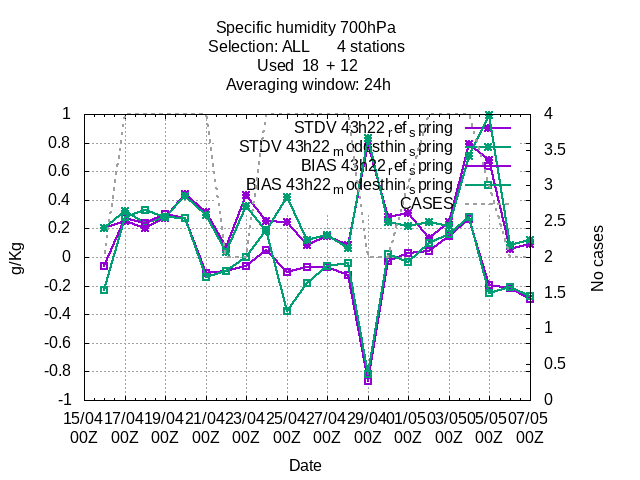 Specific humidity 700hPa
Selection: ALL 4 stations
Used 18 + 12
Averaging window: 24h
STDV 43h22_ref_spring
STDV 43h22_modesthin_spring
BIAS 43h22_ref_spring
BIAS 43h22_modesthin_spring
CASES
g/Kg
1
0.8
0.6
0.4
0.2
0
-0.2
-0.4
-0.6
-0.8
-1
No cases
4
3.5
3
2.5
2
1.5
1
0.5
0
15/04 17/04 19/04 21/04 23/04 25/04 27/04 29/04 01/05 03/05 05/05 07/05
00Z 00Z 00Z 00Z 00Z 00Z 00Z 00Z 00Z 00Z 00Z 00Z
Date